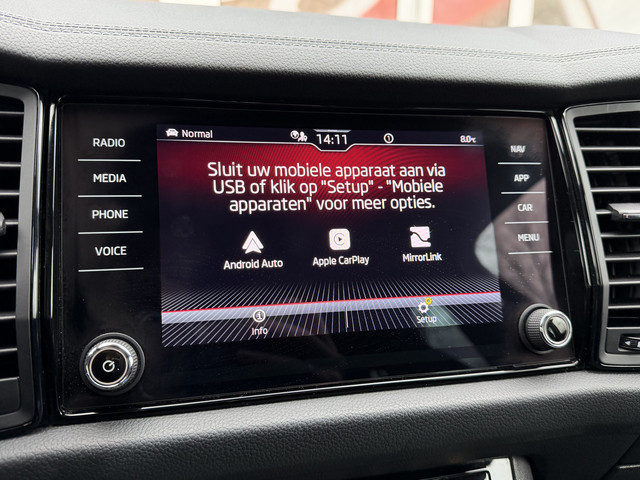 Normal 14:11 1 8.0°C
RADIO
MEDIA
PHONE
VOICE
Sluit uw mobiele apparaat aan via
USB of klik op "Setup" - "Mobiele
apparaten" voor meer opties.
Android Auto Apple CarPlay MirrorLink
Info Setup
NAV
APP
CAR
MENU